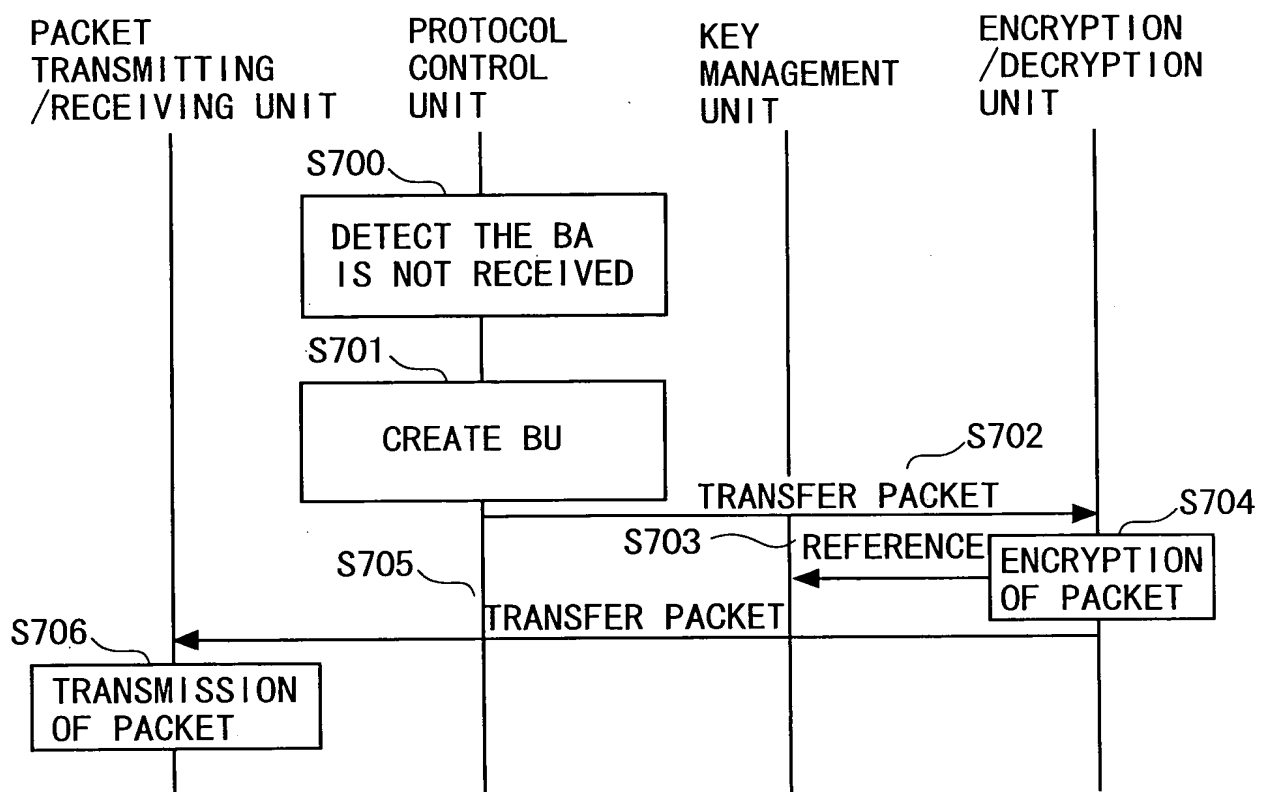 PACKET
TRANSMITTING
/RECEIVING UNIT
PROTOCOL
CONTROL
UNIT
KEY
MANAGEMENT
UNIT
ENCRYPTION
/DECRYPTION
UNIT
S700
DETECT THE BA
IS NOT RECEIVED
S701
CREATE BU
S702
TRANSFER PACKET
S703
REFERENCE
S704
ENCRYPTION
OF PACKET
S705
TRANSFER PACKET
S706
TRANSMISSION
OF PACKET